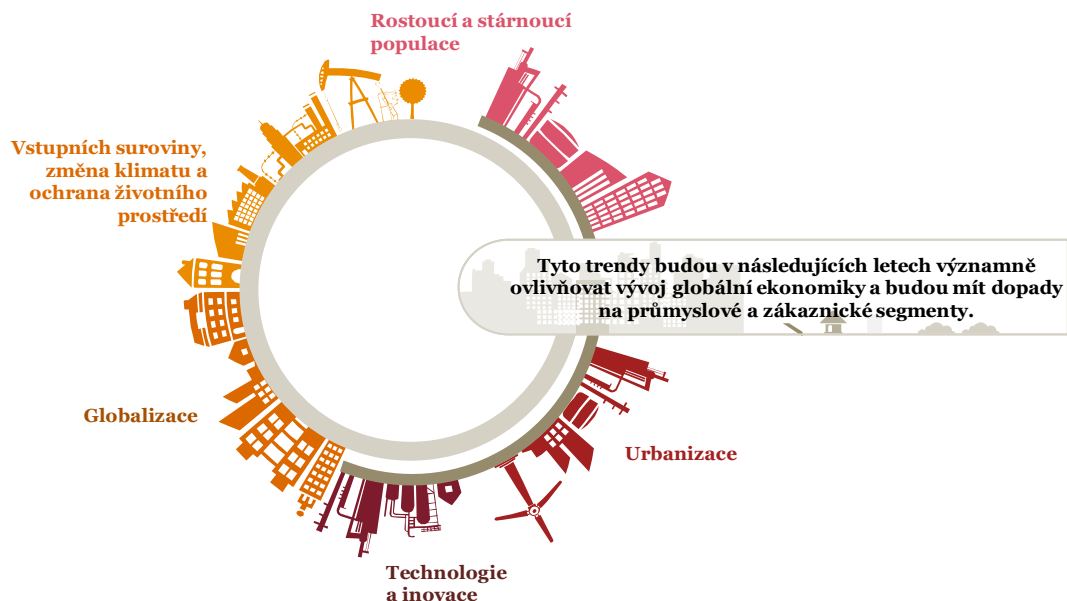 Rostoucí a stárnoucí
populace
Vstupních suroviny,
změna klimatu a
ochrana životního
prostředí
Tyto trendy budou v následujících letech významně
ovlivňovat vývoj globální ekonomiky a budou mít dopady
na průmyslové a zákaznické segmenty.
Globalizace
Urbanizace
Technologie
a inovace